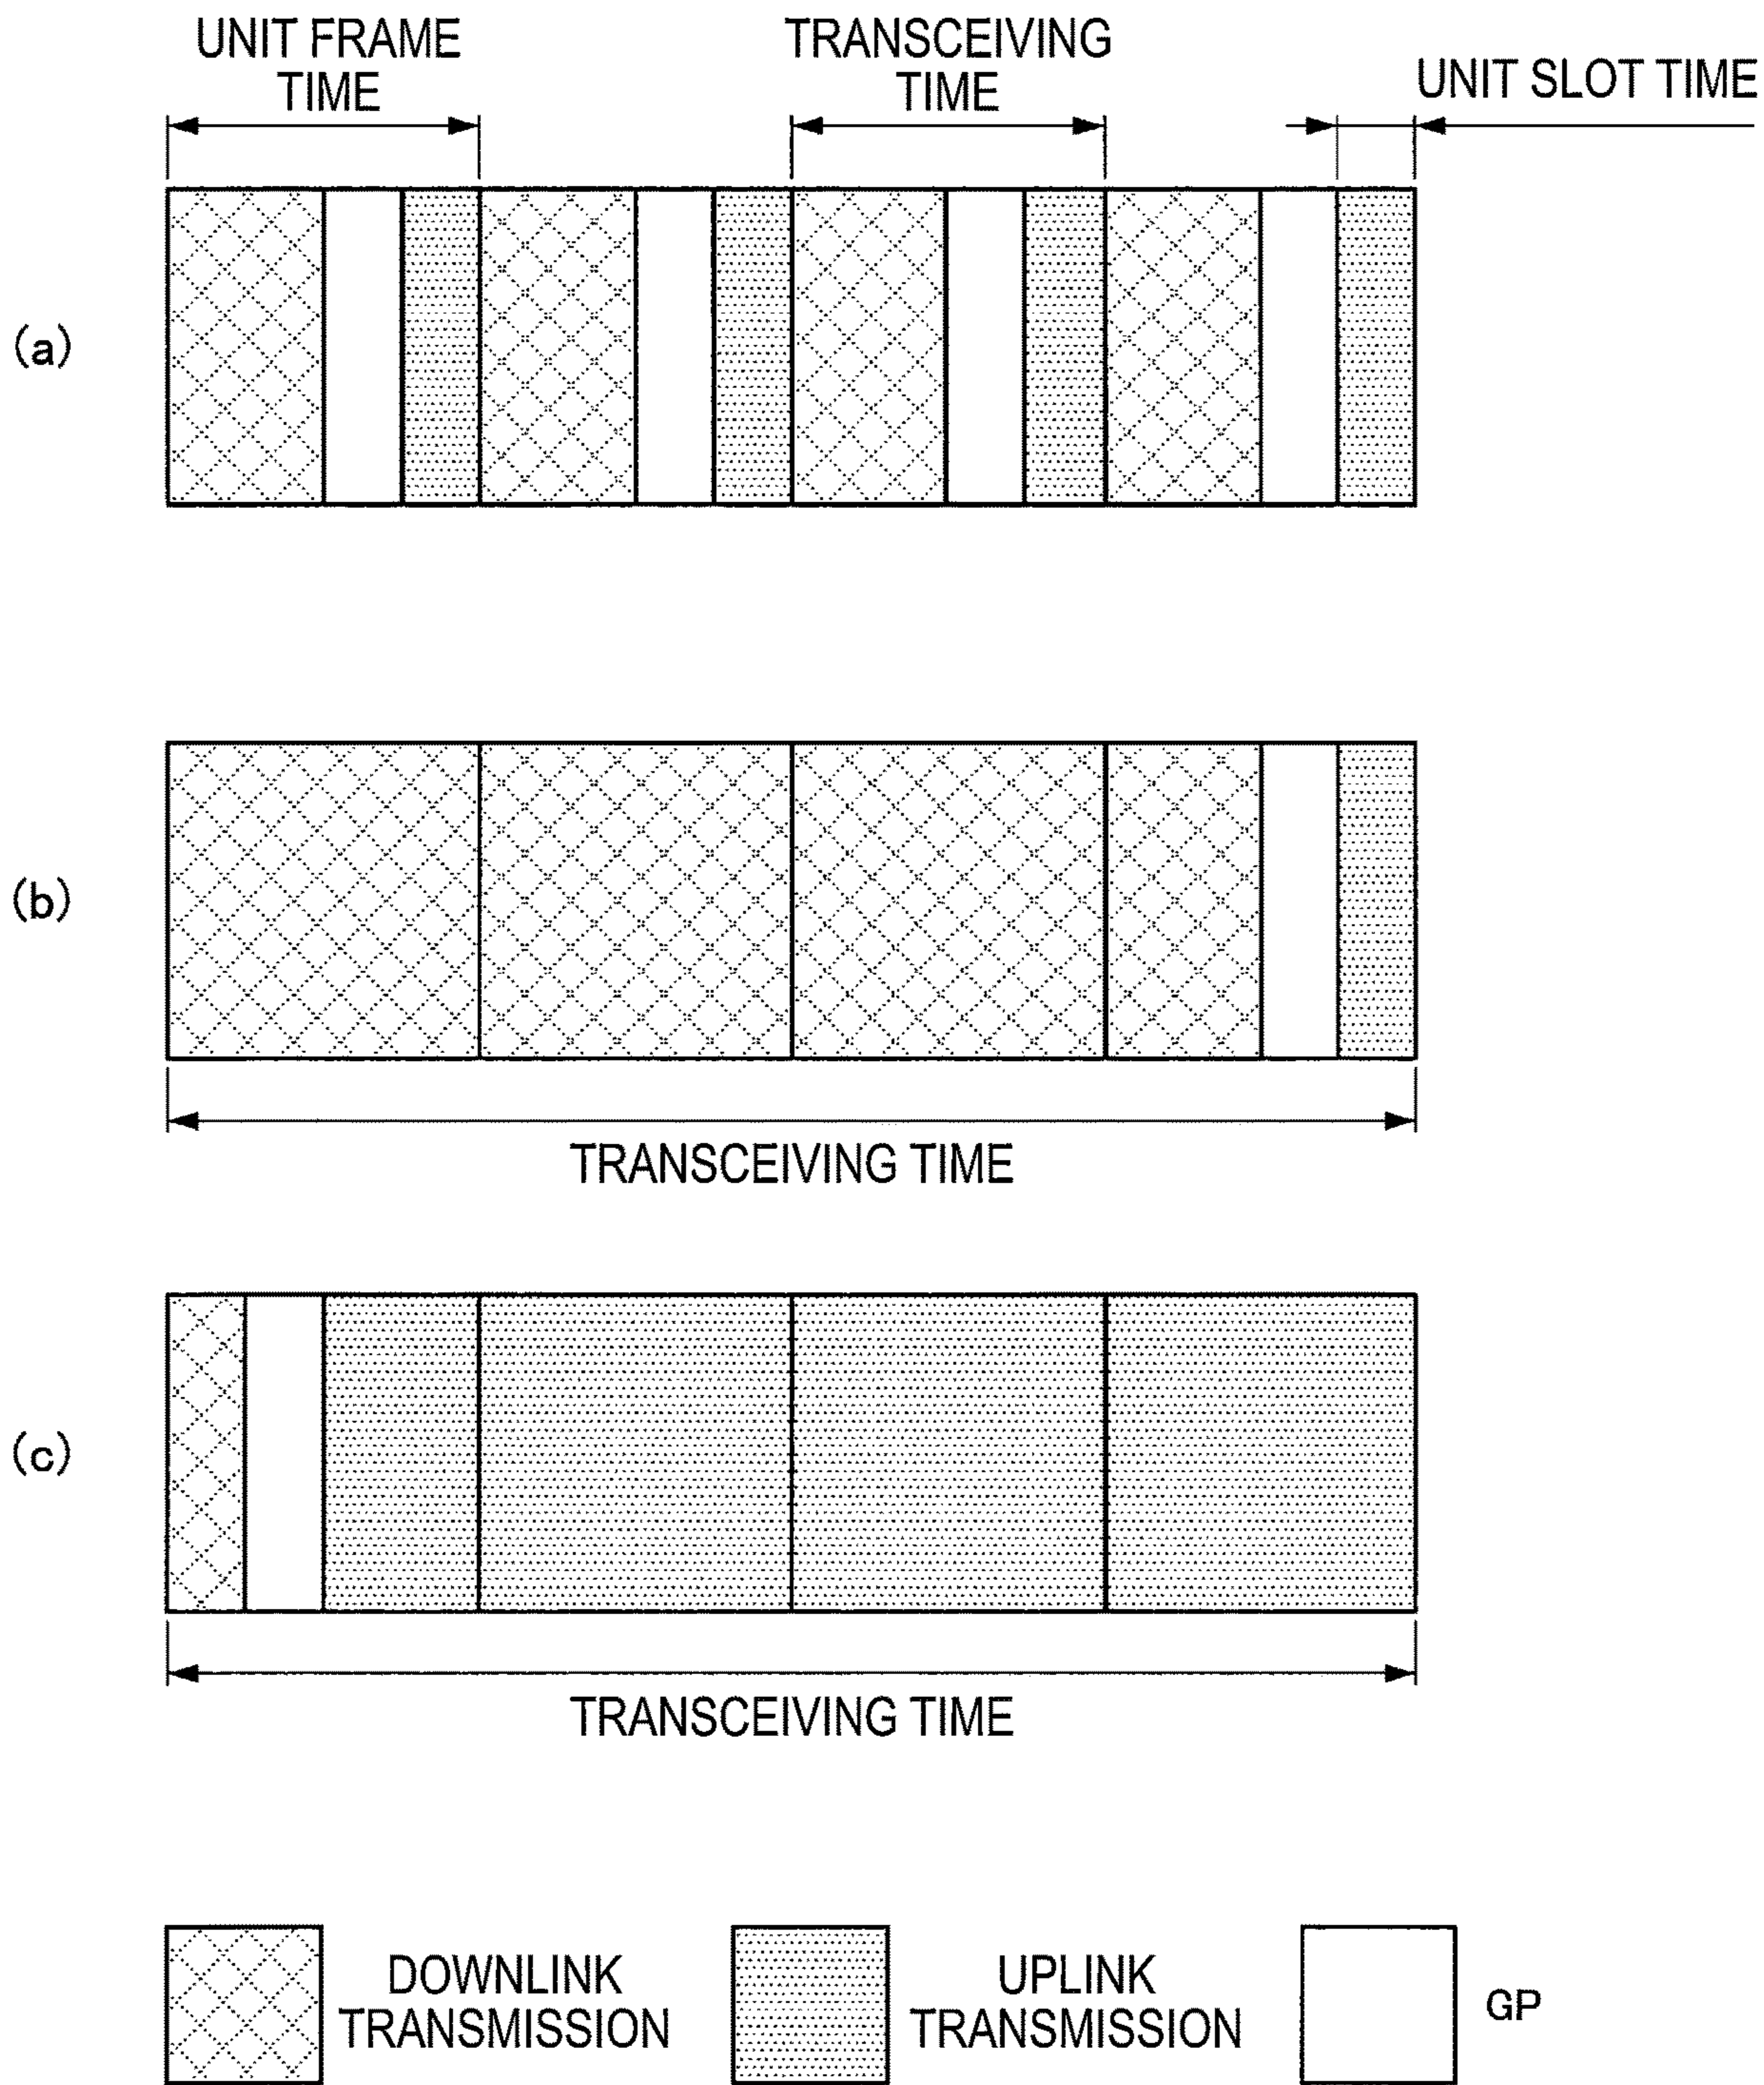 UNIT FRAME
TIME
TRANSCEIVING
TIME
UNIT SLOT TIME
(a)
(b)
TRANSCEIVING TIME
(c)
TRANSCEIVING TIME
DOWNLINK
TRANSMISSION
UPLINK
TRANSMISSION
GP